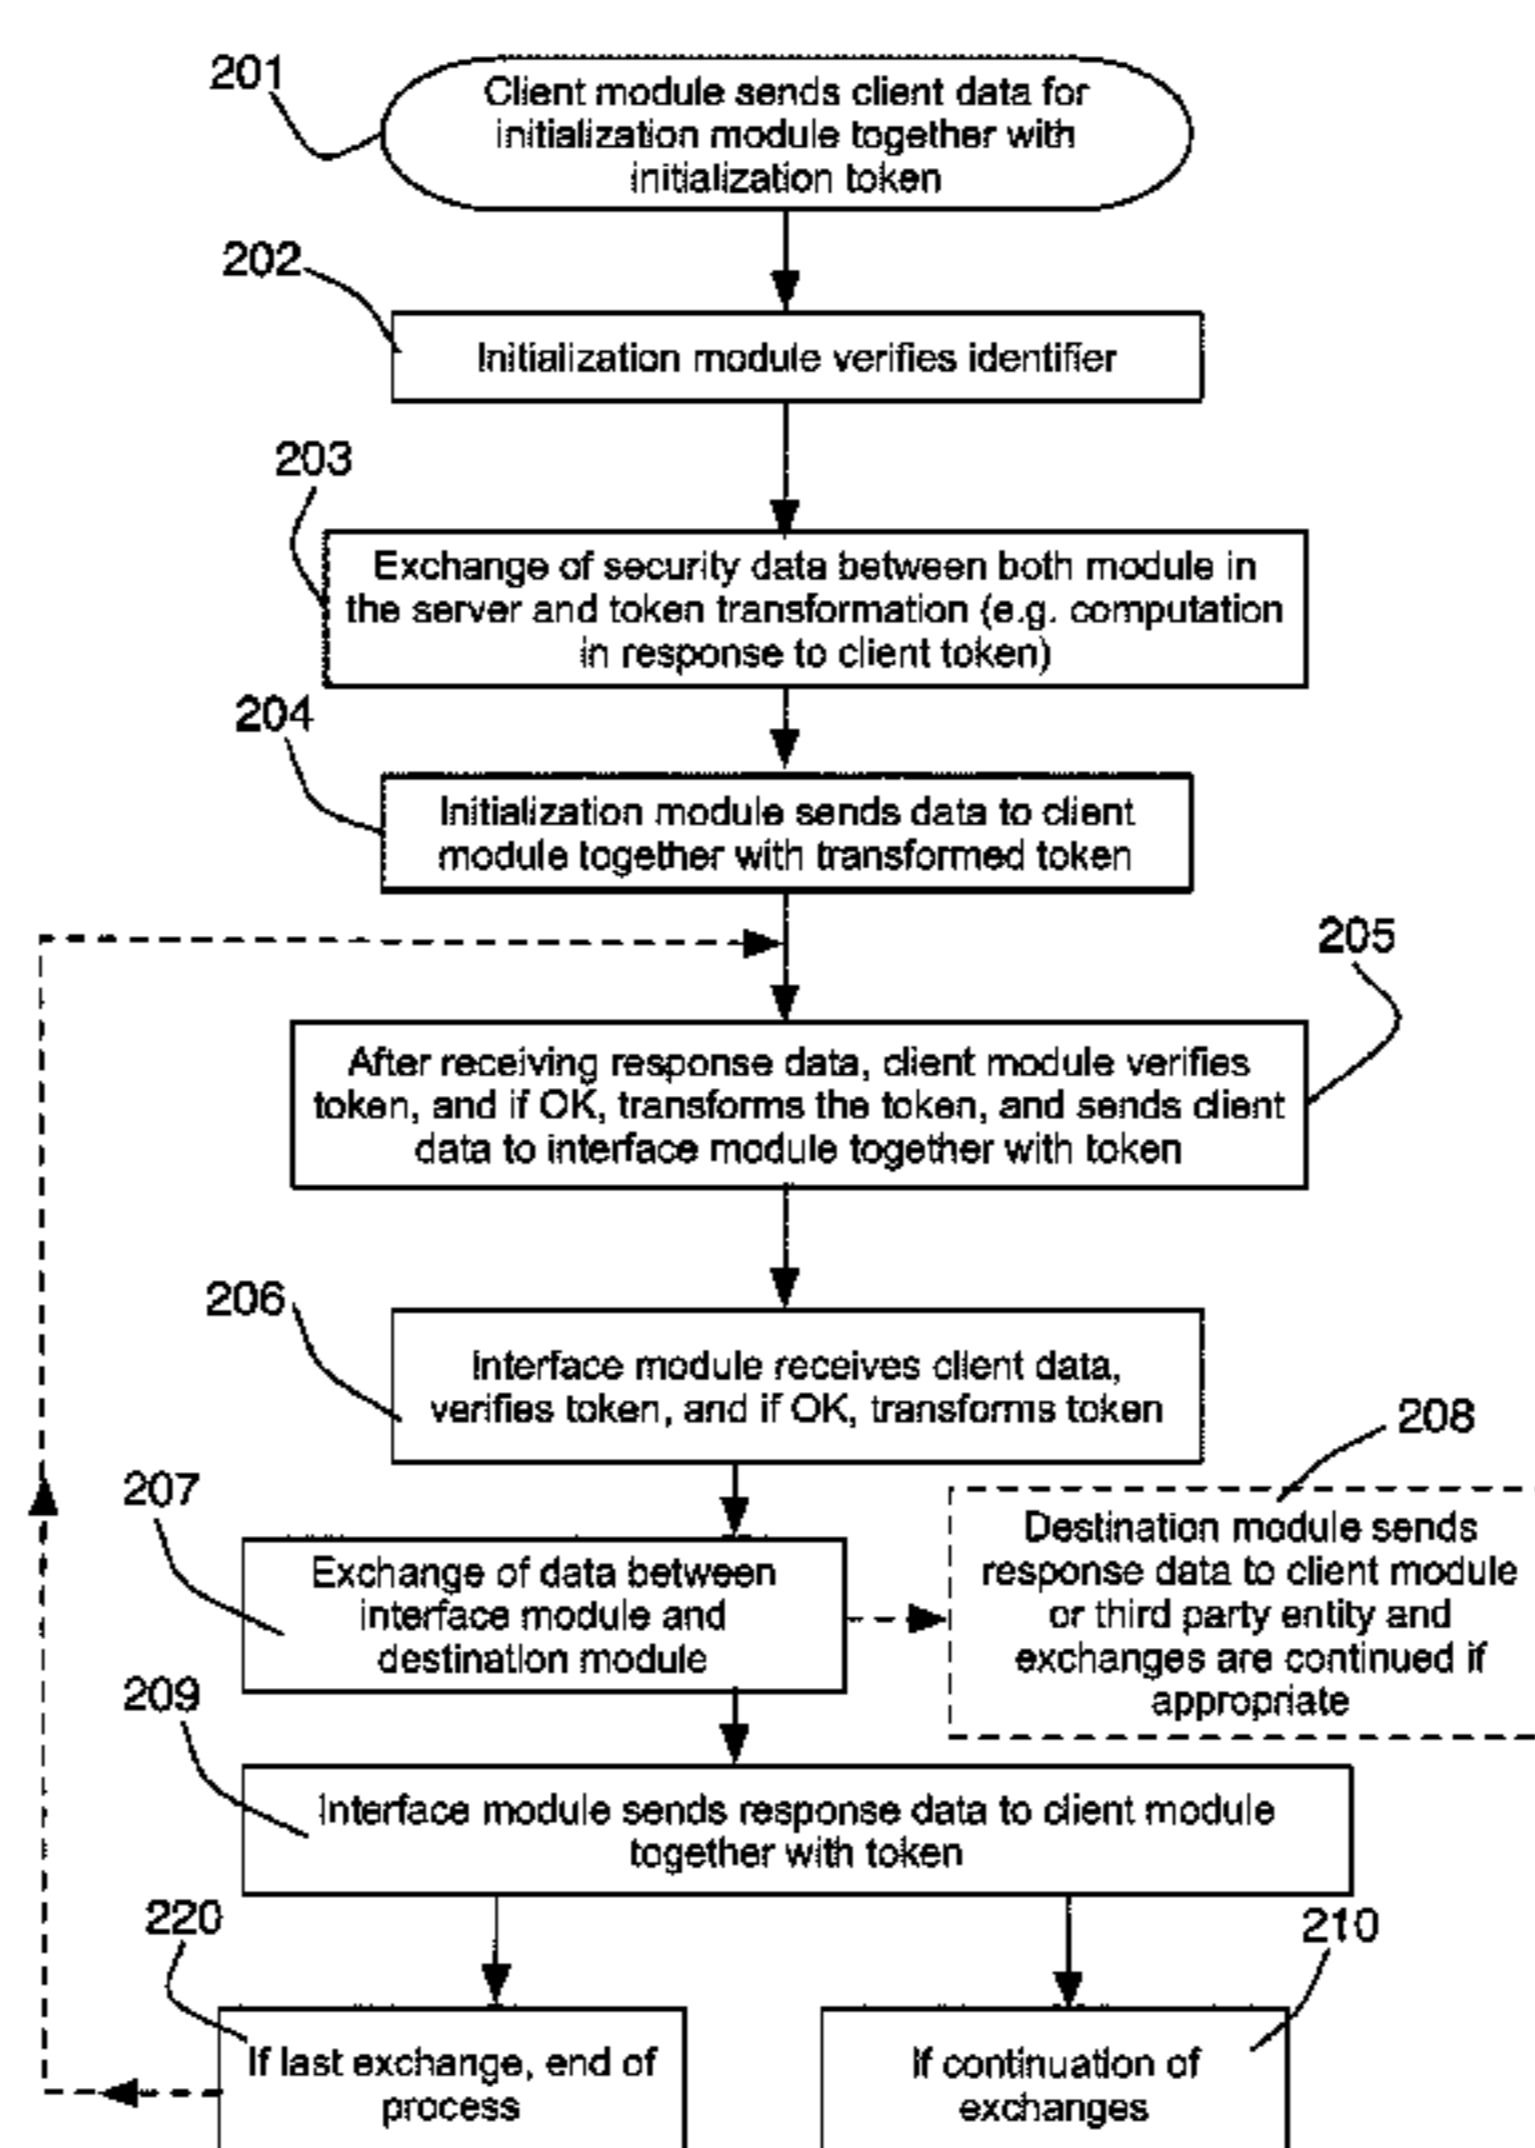 201
Client module sends client data for
initialization module together with
initialization token
202
Initialization module verifies identifier
203
Exchange of security data between both module in
the server and token transformation (e.g. computation
in response to client token)
204
Initialization module sends data to client
module together with transformed token
205
After receiving response data, client module verifies
token, and if OK, transforms the token, and sends client
data to interface module together with token
206
Interface module receives client data,
verifies token, and if OK, transforms token
207
Exchange of data between
interface module and
destination module
208
Destination module sends
response data to client module
or third party entity and
exchanges are continued if
appropriate
209
Interface module sends response data to client module
together with token
220
If last exchange, end of
process
210
If continuation of
exchanges